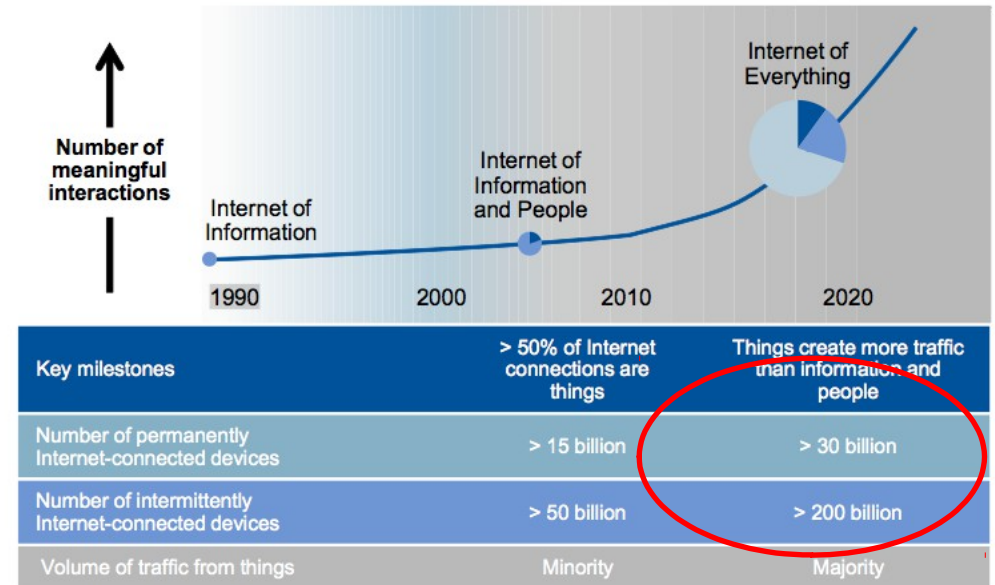 Number of
meaningful
interactions
Internet of
Information
Internet of
Information
and People
Internet of
Everything
1990
2000
2010
2020
Key milestones
> 50% of Internet
connections are
things
Things create more traffic
than information and
people
Number of permanently
Internet-connected devices
> 15 billion
> 30 billion
Number of intermittently
Internet-connected devices
> 50 billion
> 200 billion
Volume of traffic from things
Minority
Majority